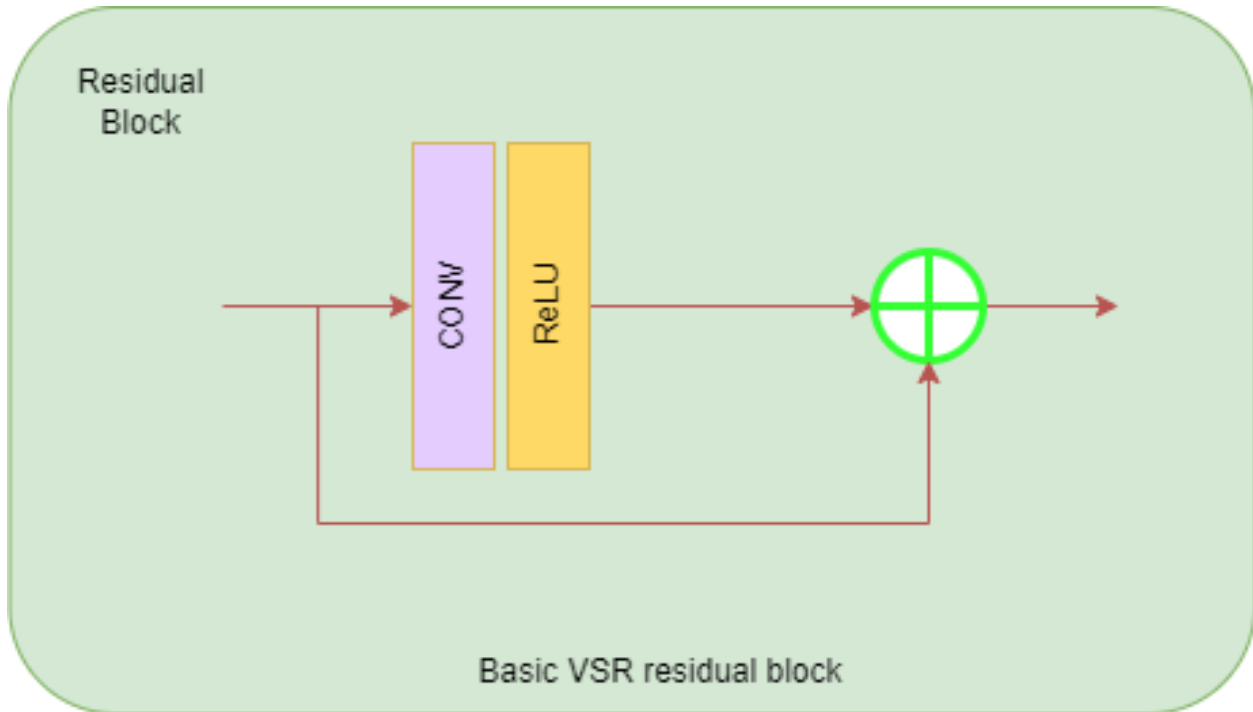 Residual
Block
CONV
ReLU
Basic VSR residual block